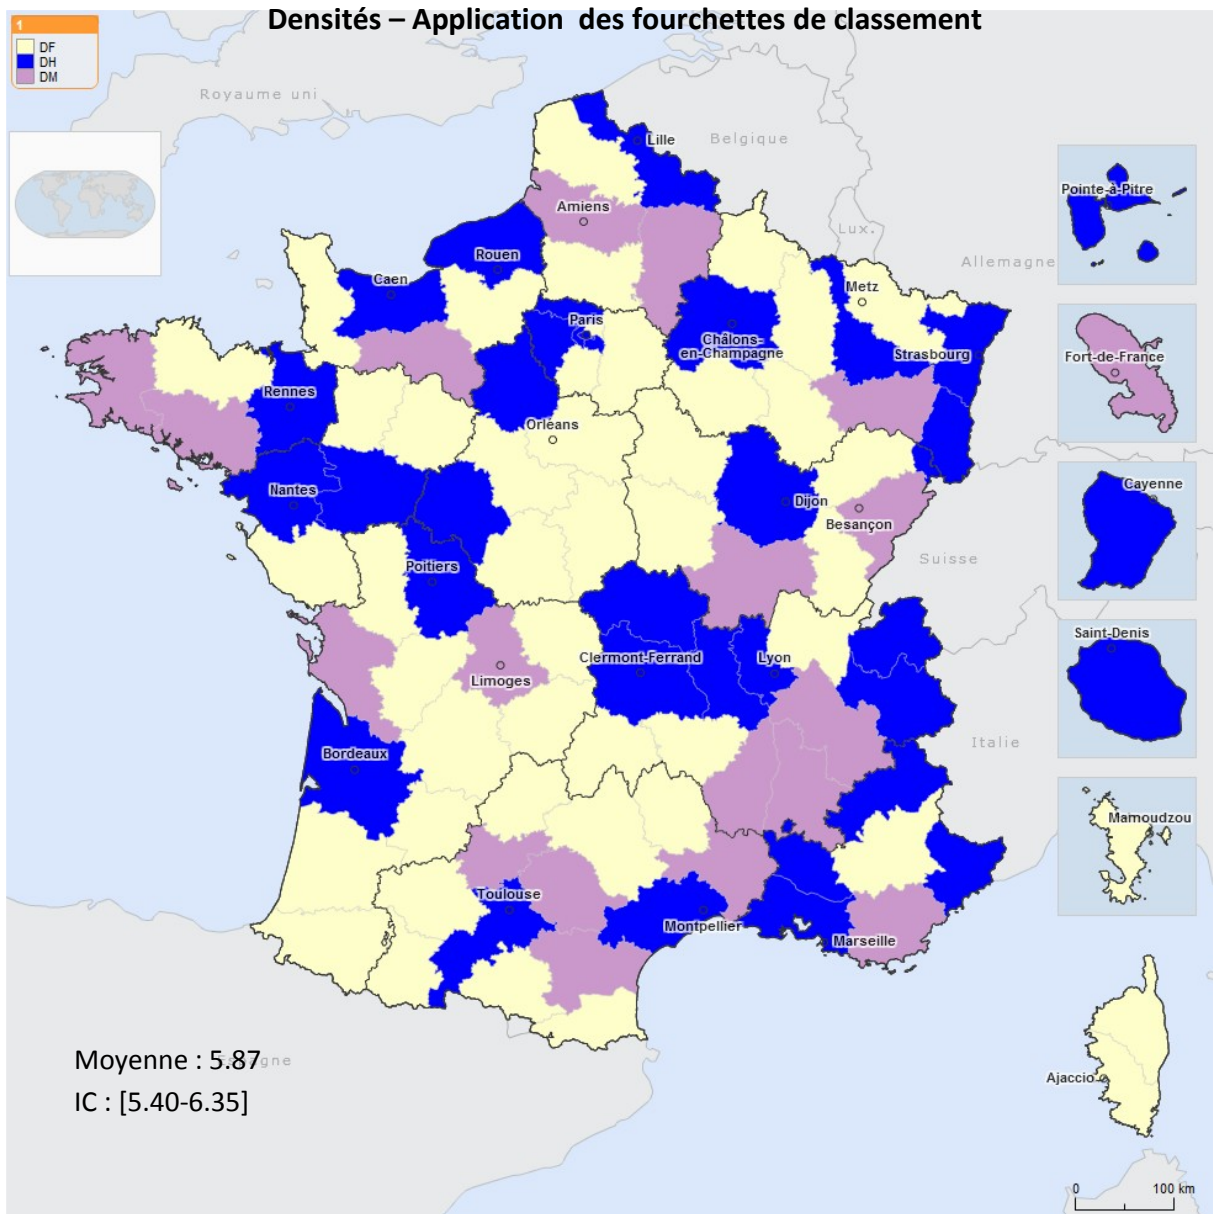 Densités – Application des fourchettes de classement
1
DF
DH
DM
Royaume uni
Belgique
Lux.
Allemagne
Suisse
Italie
Lille
Amiens
Rouen
Caen
Metz
Paris
Châlons-
en-Champagne
Strasbourg
Rennes
Orléans
Nantes
Dijon
Besançon
Poitiers
Limoges
Clermont-Ferrand
Lyon
Bordeaux
Toulouse
Montpellier
Marseille
Ajaccio
Pointe-à-Pitre
Fort-de-France
Cayenne
Saint-Denis
Mamoudzou
Moyenne : 5.87
Espagne
IC : [5.40-6.35]
0 100 km